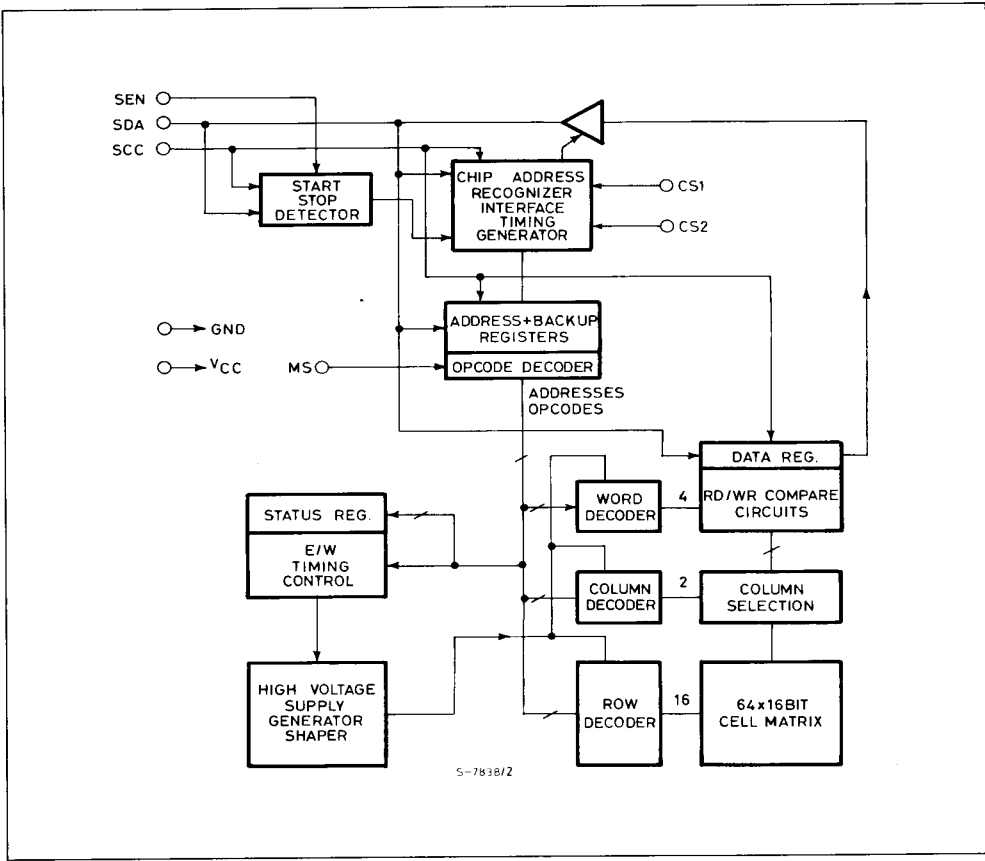 SEN
SDA
SCC
START
STOP
DETECTOR
CHIP ADDRESS
RECOGNIZER
INTERFACE
TIMING
GENERATOR
CS1
CS2
GND
VCC
MS
ADDRESS+BACKUP
REGISTERS
OPCODE DECODER
ADDRESSES
OPCODES
DATA REG.
RD/WR COMPARE
CIRCUITS
WORD
DECODER
4
STATUS REG.
E/W
TIMING
CONTROL
COLUMN
DECODER
2
COLUMN
SELECTION
HIGH VOLTAGE
SUPPLY
GENERATOR
SHAPER
ROW
DECODER
16
64x16BIT
CELL MATRIX
S-7838/2